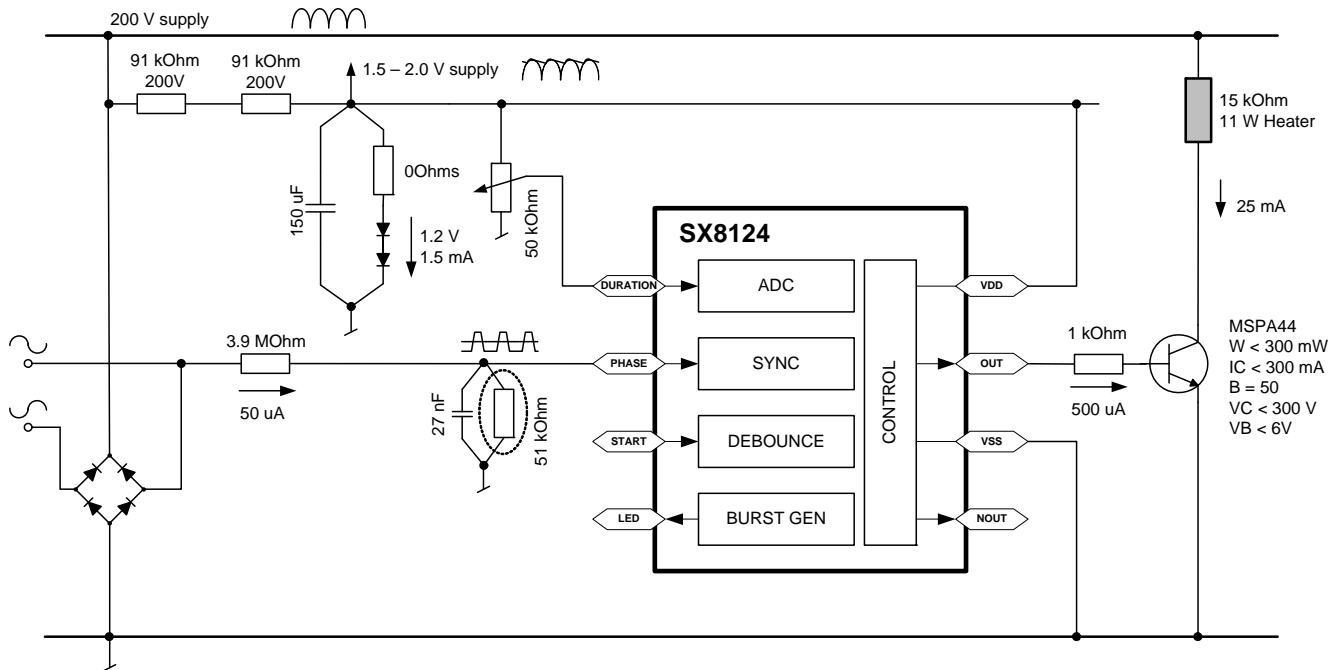 200 V supply
91 kOhm
200V
91 kOhm
200V
1.5 – 2.0 V supply
15 kOhm
11 W Heater
0Ohms
150 uF
1.2 V
1.5 mA
50 kOhm
25 mA
SX8124
DURATION
ADC
VDD
3.9 MOhm
50 uA
PHASE
SYNC
OUT
1 kOhm
500 uA
MSPA44
W < 300 mW
IC < 300 mA
B = 50
VC < 300 V
VB < 6V
27 nF
51 kOhm
CONTROL
START
DEBOUNCE
VSS
LED
BURST GEN
NOUT